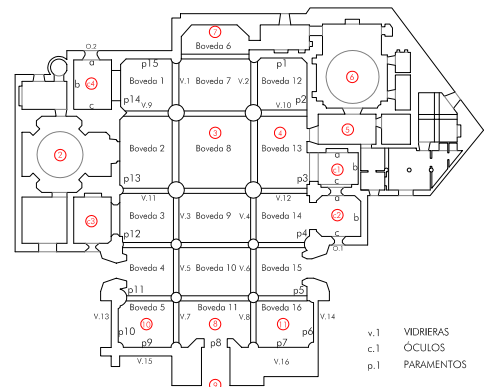 7
Boveda 6
O.2
a
c4
b
c
p15
Boveda 1
V.1
Boveda 7
V.2
p1
Boveda 12
6
p14
V.9
p2
V.10
2
Boveda 2
3
Boveda 8
4
Boveda 13
5
a
c1
b
c
p13
p3
V.11
V.12
c3
Boveda 3
V.3
Boveda 9
V.4
Boveda 14
a
c2
b
c
p12
p4
O.1
Boveda 4
V.5
Boveda 10
V.6
Boveda 15
p11
p5
V.13
Boveda 5
V.7
Boveda 11
V.8
Boveda 16
V.14
p10
10
8
11
p6
p9
p8
p7
V.15
V.16
9
v.1 VIDRIERAS
c.1 ÓCULOS
p.1 PARAMENTOS